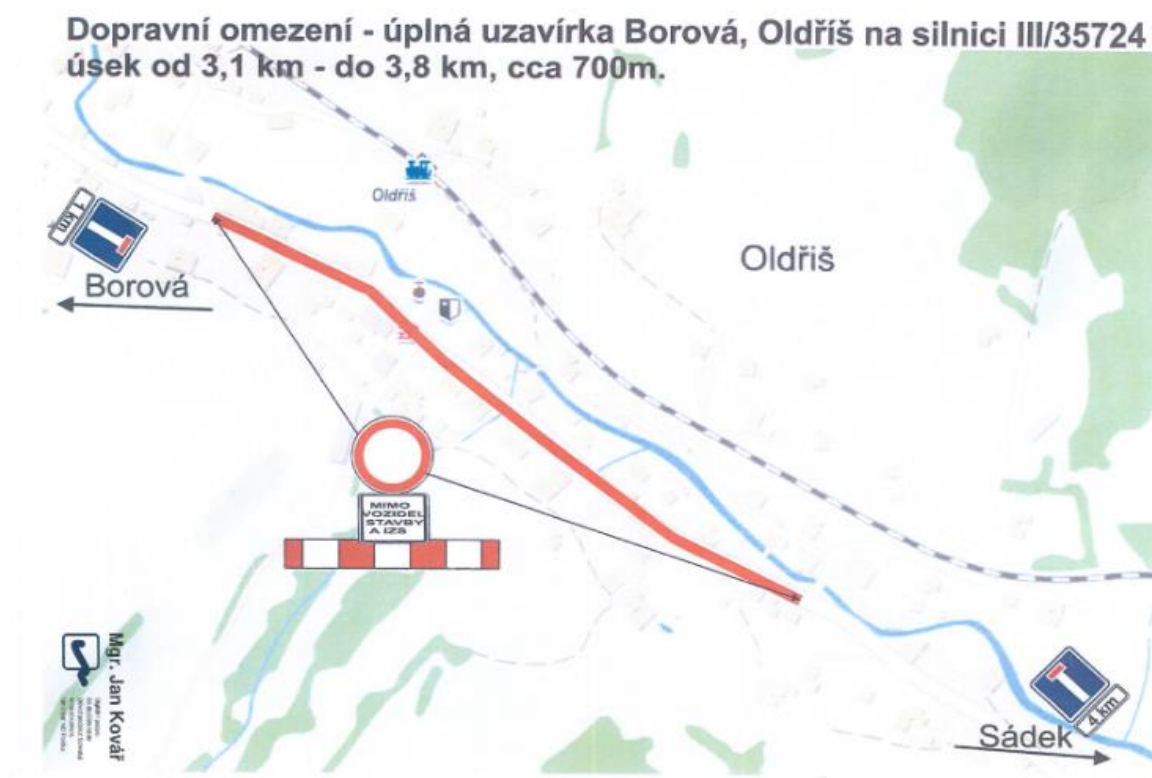 Dopravní omezení - úplná uzavírka Borová, Oldříš na silnici III/35724
úsek od 3,1 km - do 3,8 km, cca 700m.
Oldříš
1 km
Oldřiš
Borová
MIMO
VOZIDEL
STAVBY
A IZS
Mgr. Jan Kovář
4 km
Sádek